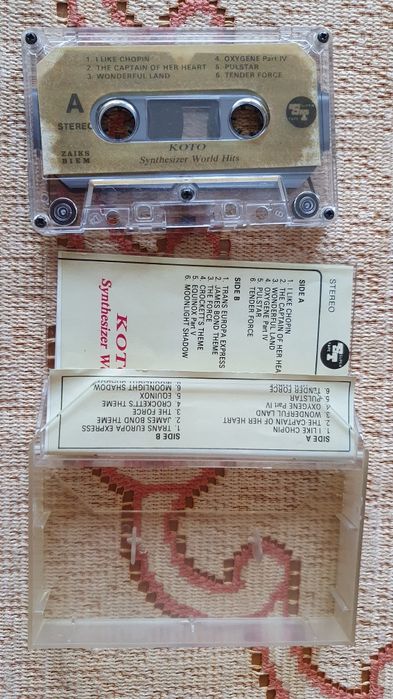 1. I LIKE CHOPIN
2. THE CAPTAIN OF HER HEART
3. WONDERFUL LAND
4. OXYGENE Part IV
5. PULSTAR
6. TENDER FORCE
A
STEREO
ZAIKS
BIEM
KOTO
Synthesizer World Hits
STEREO
SIDE A
1. I LIKE CHOPIN
2. THE CAPTAIN OF HER HEA
3. WONDERFUL LAND
4. OXYGENE Part IV
5. PULSTAR
6. TENDER FORCE
SIDE B
1. TRANS EUROPA EXPRESS
2. JAMES BOND THEME
3. THE FORCE
4. CROCKETT'S THEME
5. EQUINOX Part V
6. MOONLIGHT SHADOW
KOTO
Synthesizer Worl
SIDE A
1. I LIKE CHOPIN
2. THE CAPTAIN OF HER HEART
3. WONDERFUL LAND
4. OXYGENE Part IV
5. PULSTAR
6. TENDER FORCE
SIDE B
1. TRANS EUROPA EXPRESS
2. JAMES BOND THEME
3. THE FORCE
4. CROCKETT'S THEME
5. EQUINOX
6. MOONLIGHT SHADOW